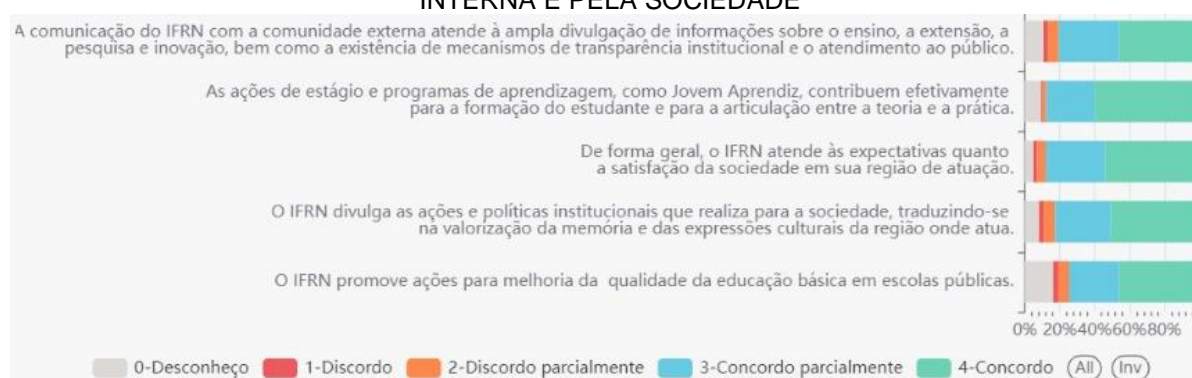 INTERNA E PELA SOCIEDADE
A comunicação do IFRN com a comunidade externa atende à ampla divulgação de informações sobre o ensino, a extensão, a
pesquisa e inovação, bem como a existência de mecanismos de transparência institucional e o atendimento ao público.
As ações de estágio e programas de aprendizagem, como Jovem Aprendiz, contribuem efetivamente
para a formação do estudante e para a articulação entre a teoria e a prática.
De forma geral, o IFRN atende às expectativas quanto
a satisfação da sociedade em sua região de atuação.
O IFRN divulga as ações e políticas institucionais que realiza para a sociedade, traduzindo-se
na valorização da memória e das expressões culturais da região onde atua.
O IFRN promove ações para melhoria da  qualidade da educação básica em escolas públicas.
0% 20%40%60%80%
0-Desconheço 1-Discordo 2-Discordo parcialmente 3-Concordo parcialmente 4-Concordo All Inv